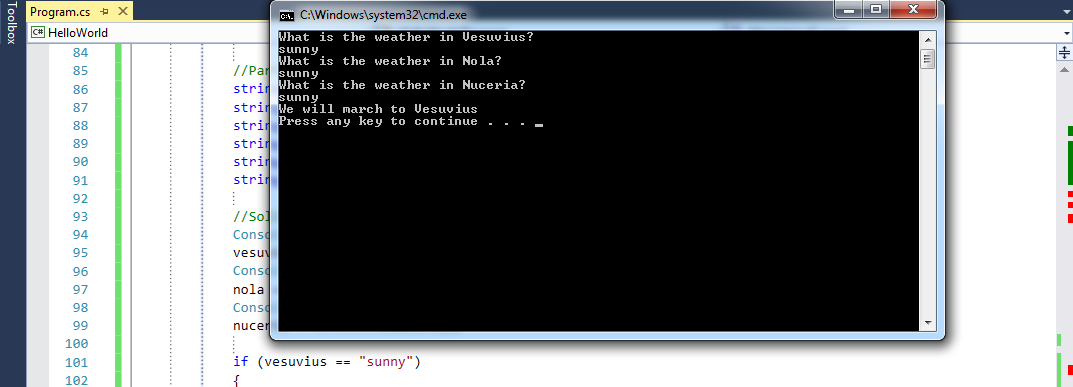 Toolbox
Program.cs
C:\Windows\system32\cmd.exe
C# HelloWorld
What is the weather in Vesuvius?
sunny
What is the weather in Nola?
sunny
What is the weather in Nuceria?
sunny
We will march to Vesuvius
Press any key to continue . . .
84
85 //Par
86 strin
87 strin
88 strin
89 strin
90 strin
91 strin
92
93 //Sol
94 Conso
95 vesuv
96 Conso
97 nola
98 Conso
99 nucer
100
101 if (vesuvius == "sunny")
102 {